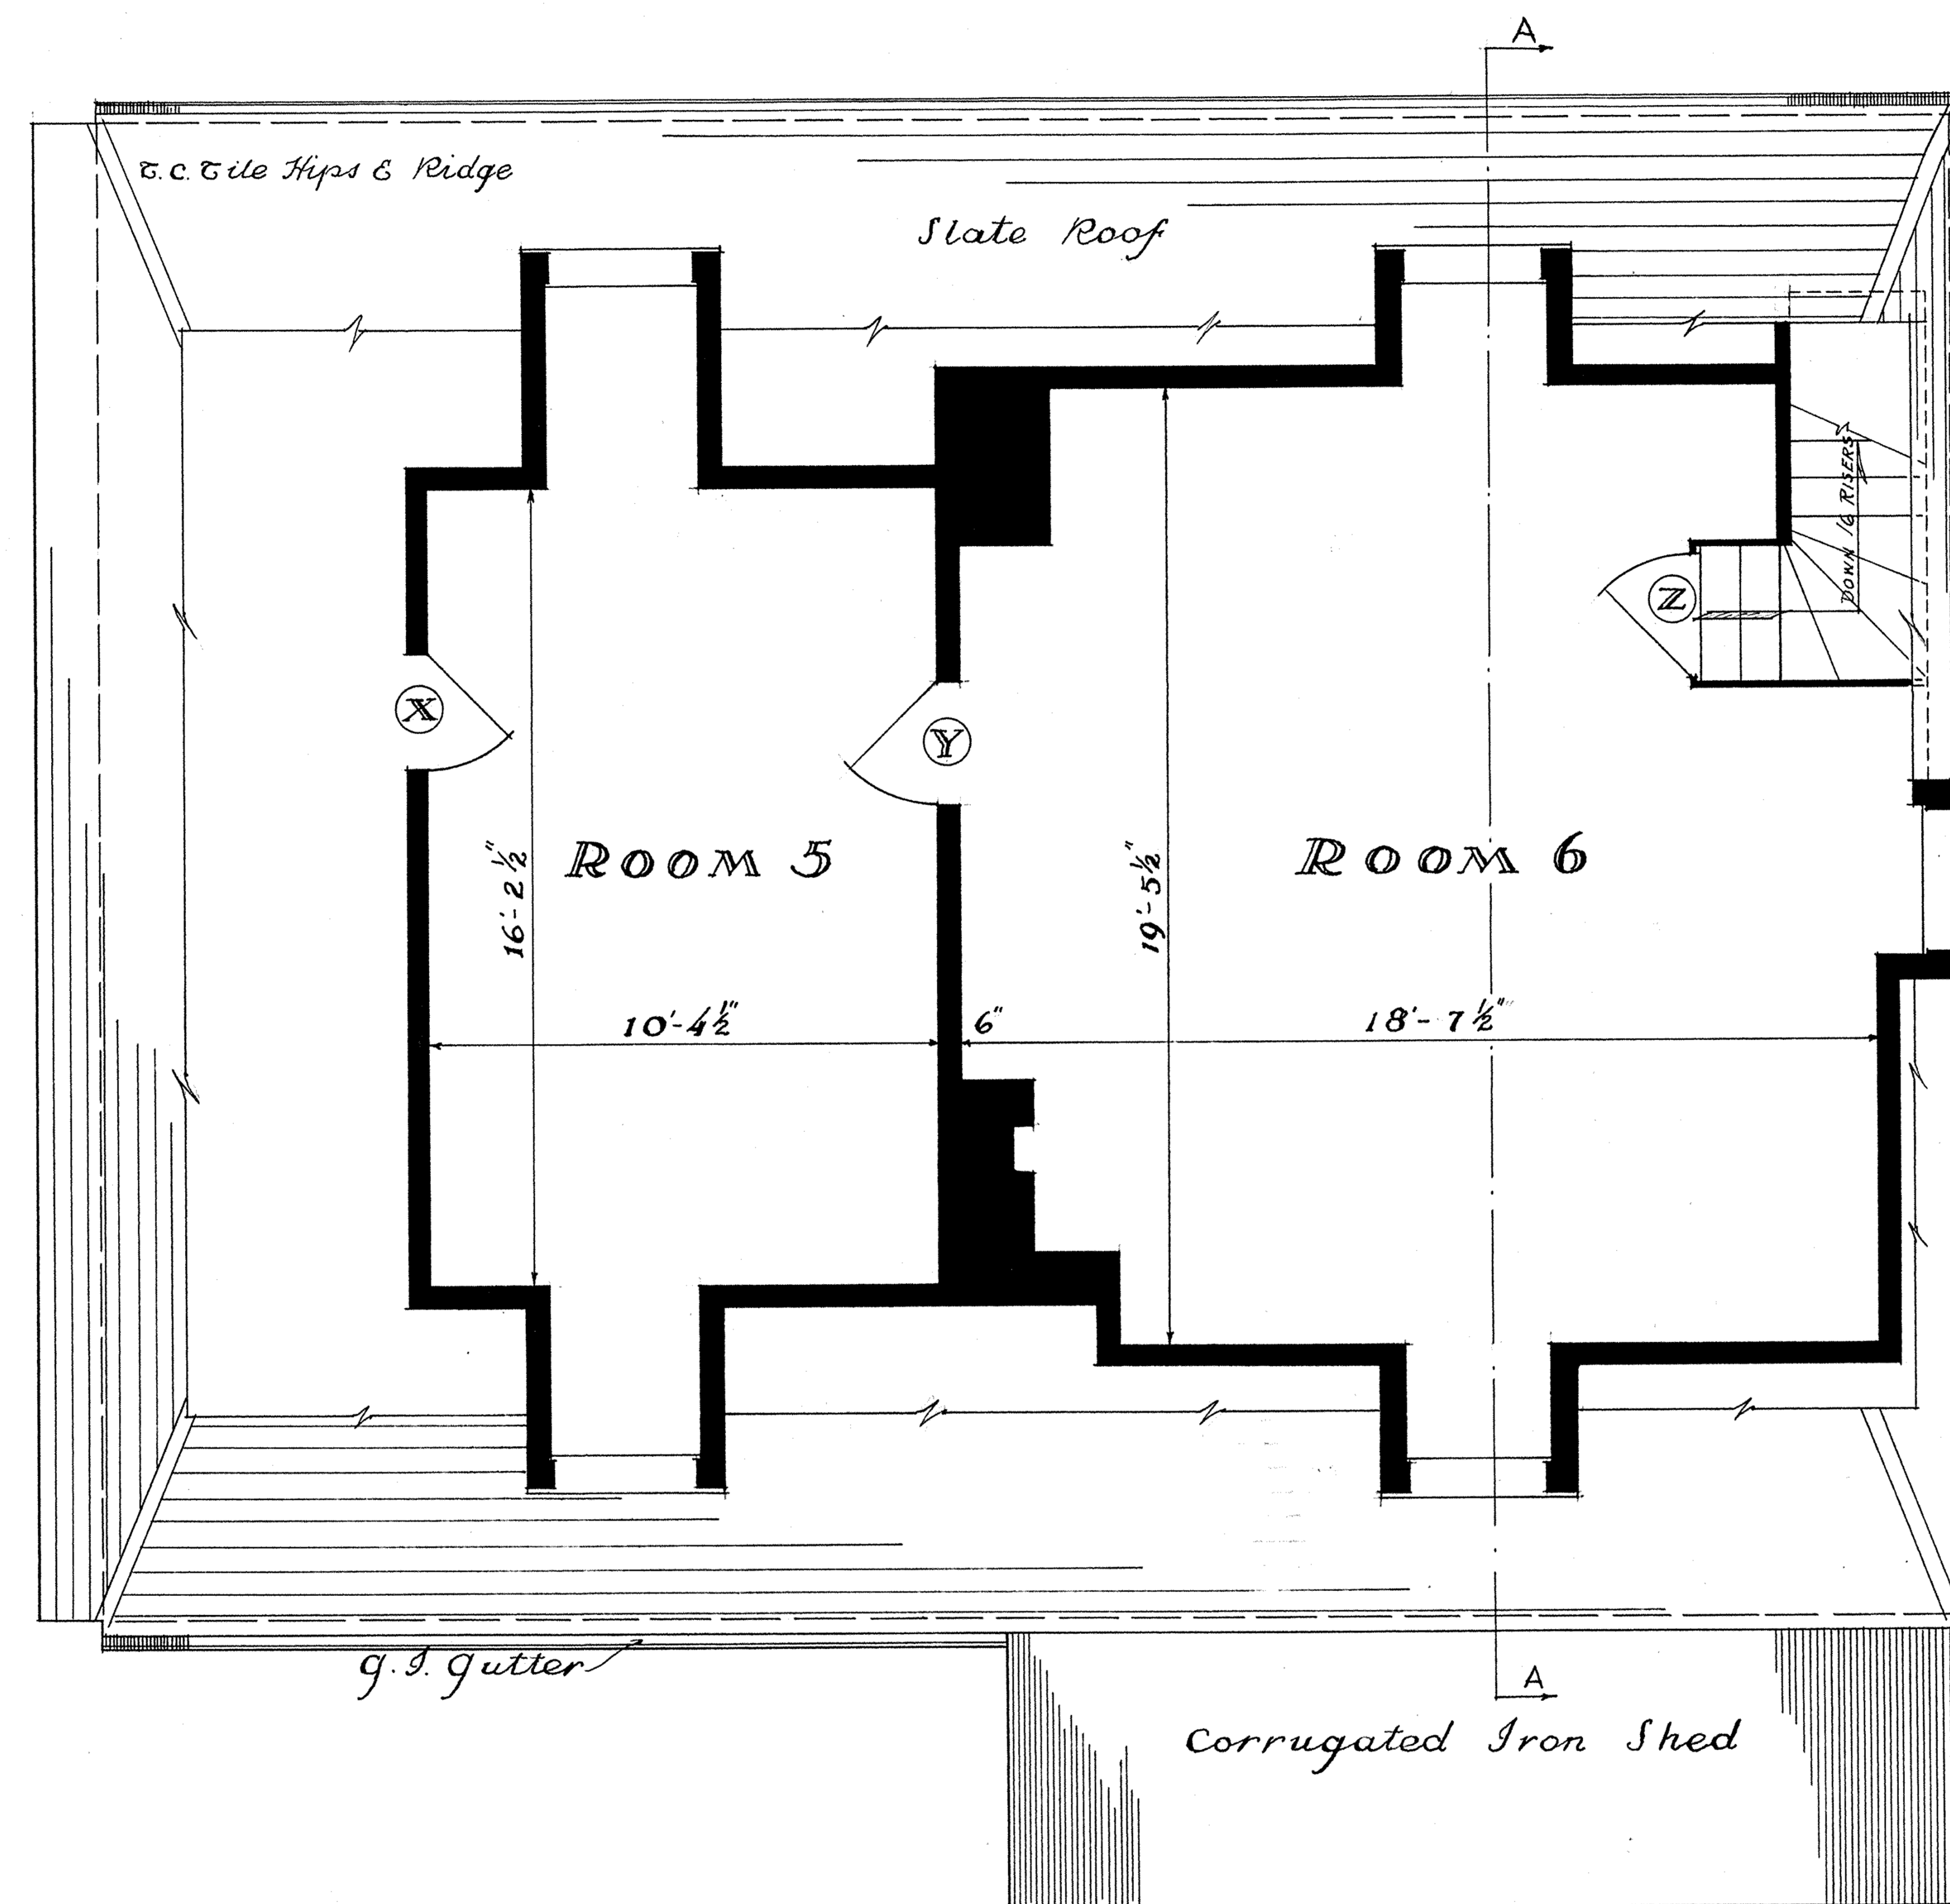 A
T.C. Tile Hips & Ridge
Slate Roof
DOWN 16 RISERS
Z
X
Y
ROOM 5
ROOM 6
16'-2½"
19'-5½"
10'-4½"
6"
18'-7½"
G.I. Gutter
A
Corrugated Iron Shed